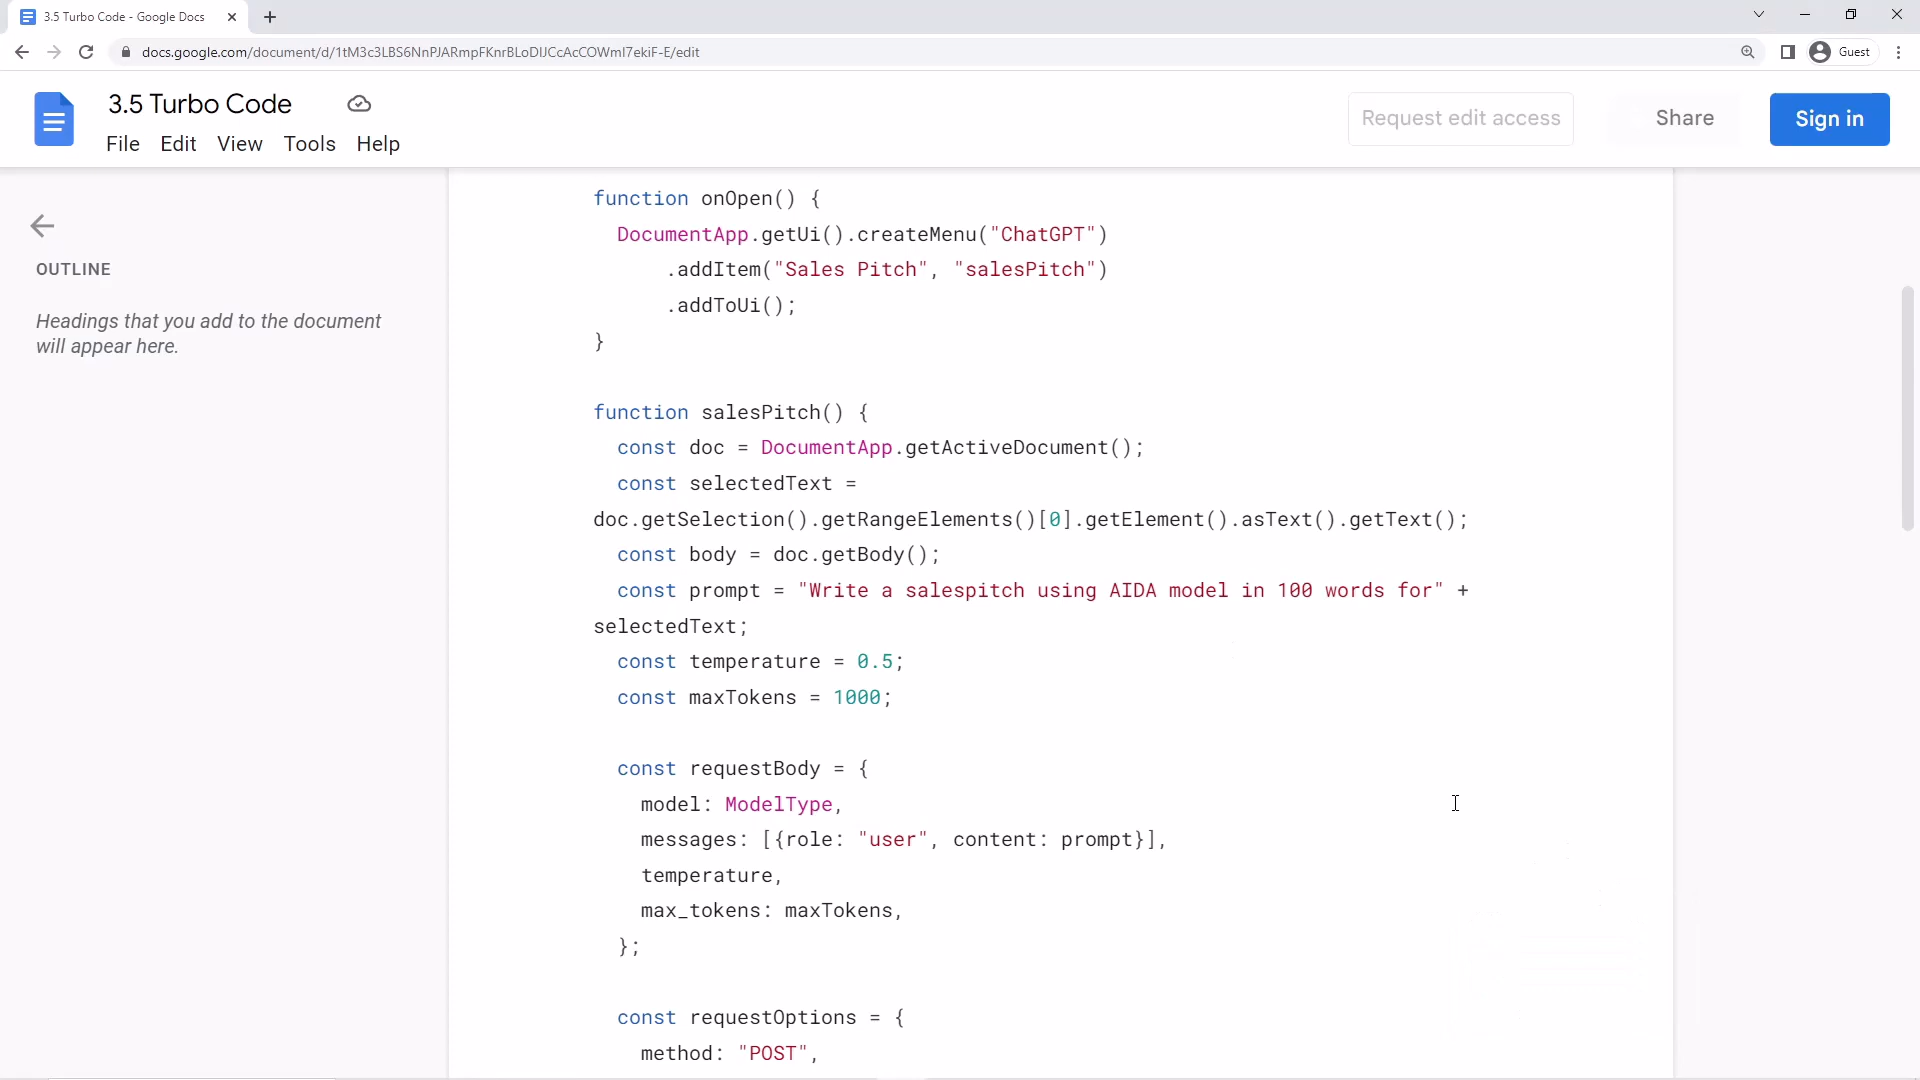 3.5 Turbo Code - Google Docs
docs.google.com/document/d/1tM3c3LBS6NnPJARmpFKnrBLoDIJCcAcCOWmI7ekiF-E/edit
Guest
3.5 Turbo Code
File Edit View Tools Help
Request edit access
Share
Sign in
OUTLINE
Headings that you add to the document
will appear here.
function onOpen() {
DocumentApp.getUi().createMenu("ChatGPT")
.addItem("Sales Pitch", "salesPitch")
.addToUi();
}
function salesPitch() {
const doc = DocumentApp.getActiveDocument();
const selectedText =
doc.getSelection().getRangeElements()[0].getElement().asText().getText();
const body = doc.getBody();
const prompt = "Write a salespitch using AIDA model in 100 words for" +
selectedText;
const temperature = 0.5;
const maxTokens = 1000;
const requestBody = {
model: ModelType,
messages: [{role: "user", content: prompt}],
temperature,
max_tokens: maxTokens,
};
const requestOptions = {
method: "POST",